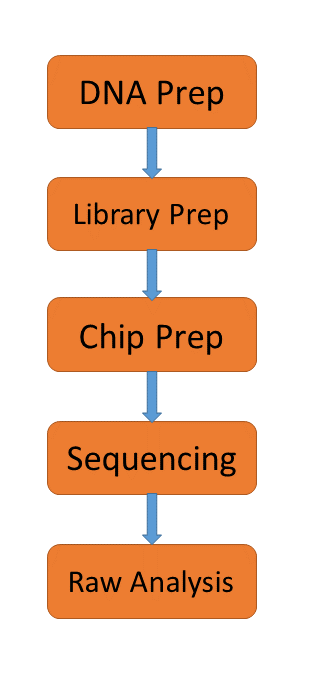 DNA Prep
Library Prep
Chip Prep
Sequencing
Raw Analysis